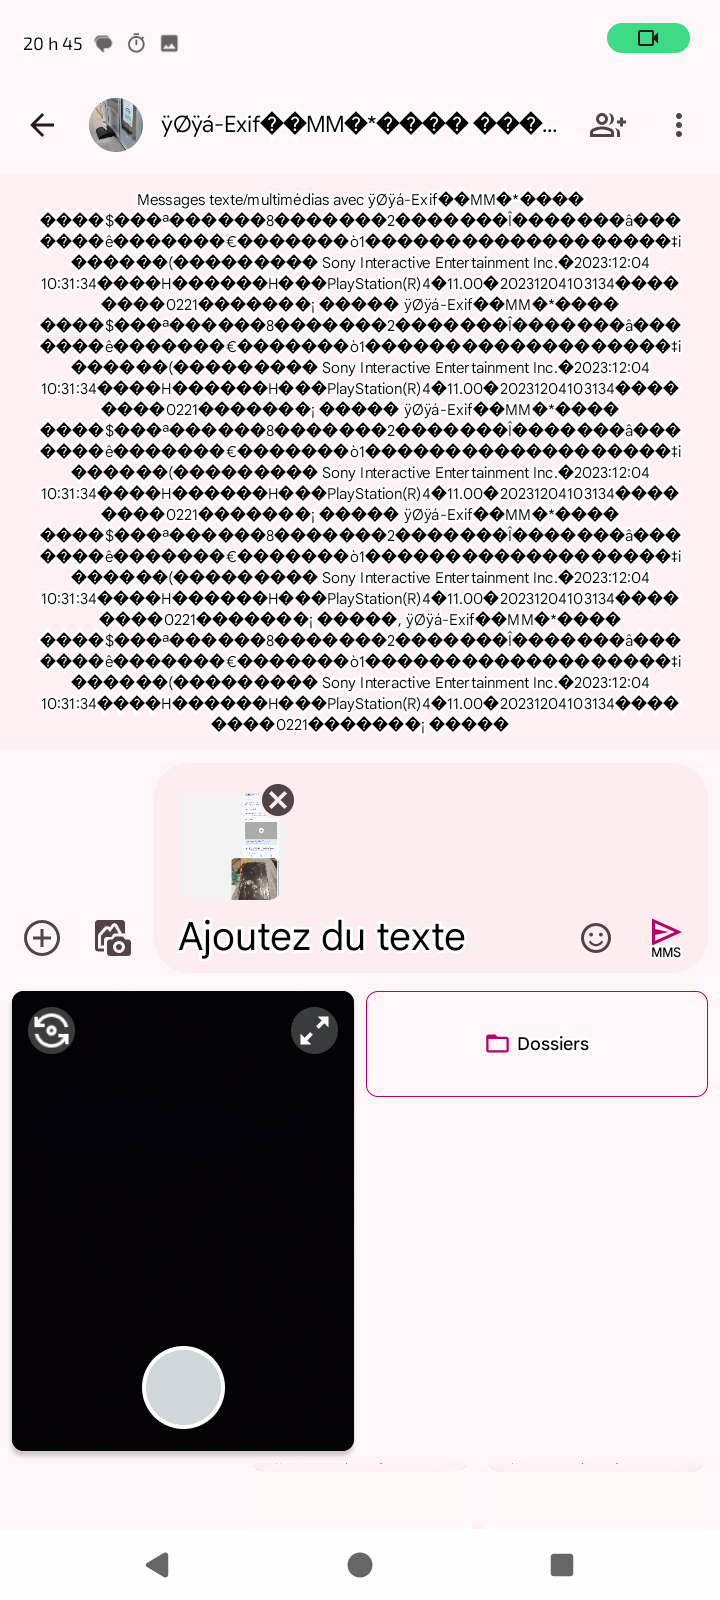 20 h 45
ÿØÿá-Exif��MM�*���� ���...
Messages texte/multimédias avec ÿØÿá-Exif��MM�*����
����$���ª������8�������2�������Î�������â���
����ê�������€�������ò1����������������������‡i
������(��������� Sony Interactive Entertainment Inc.�2023:12:04
10:31:34����H������H���PlayStation(R)4�11.00�20231204103134����
����0221�������¡ ����� ÿØÿá-Exif��MM�*����
����$���ª������8�������2�������Î�������â���
����ê�������€�������ò1����������������������‡i
������(��������� Sony Interactive Entertainment Inc.�2023:12:04
10:31:34����H������H���PlayStation(R)4�11.00�20231204103134����
����0221�������¡ ����� ÿØÿá-Exif��MM�*����
����$���ª������8�������2�������Î�������â���
����ê�������€�������ò1����������������������‡i
������(��������� Sony Interactive Entertainment Inc.�2023:12:04
10:31:34����H������H���PlayStation(R)4�11.00�20231204103134����
����0221�������¡ ����� ÿØÿá-Exif��MM�*����
����$���ª������8�������2�������Î�������â���
����ê�������€�������ò1����������������������‡i
������(��������� Sony Interactive Entertainment Inc.�2023:12:04
10:31:34����H������H���PlayStation(R)4�11.00�20231204103134����
����0221�������¡ �����, ÿØÿá-Exif��MM�*����
����$���ª������8�������2�������Î�������â���
����ê�������€�������ò1����������������������‡i
������(��������� Sony Interactive Entertainment Inc.�2023:12:04
10:31:34����H������H���PlayStation(R)4�11.00�20231204103134����
����0221�������¡ �����
Ajoutez du texte
MMS
Dossiers